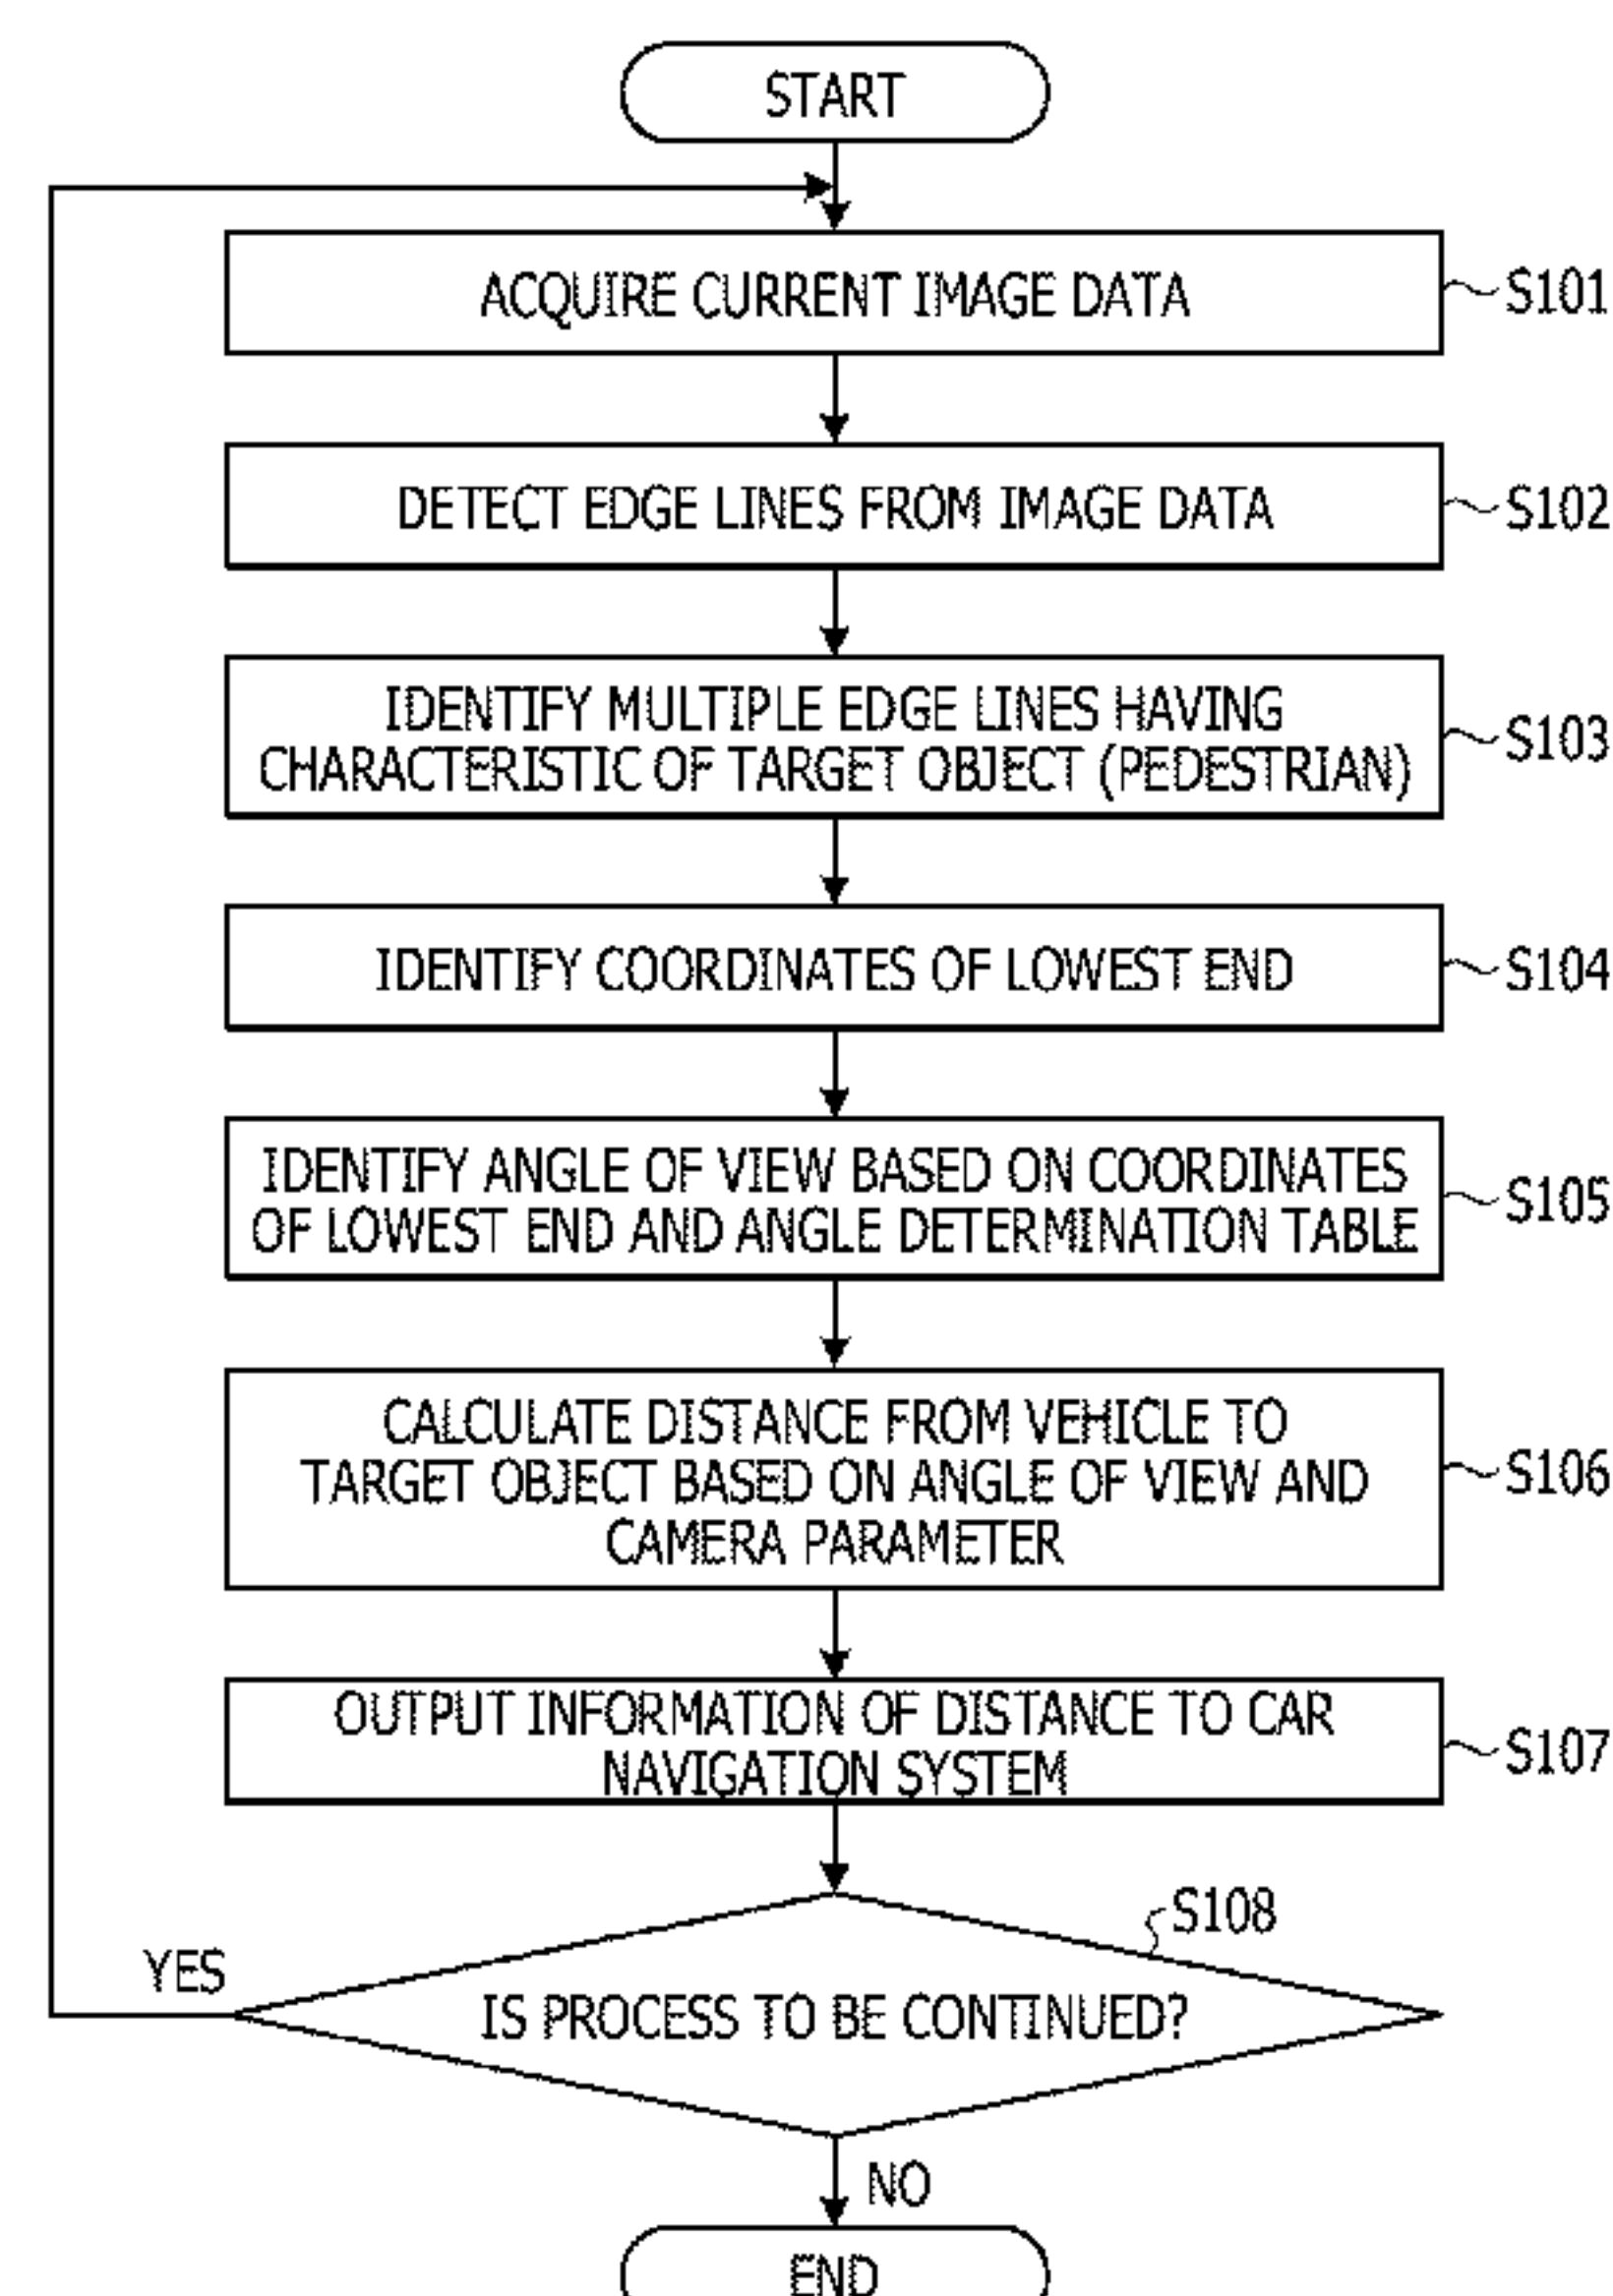 START
ACQUIRE CURRENT IMAGE DATA
S101
DETECT EDGE LINES FROM IMAGE DATA
S102
IDENTIFY MULTIPLE EDGE LINES HAVING
CHARACTERISTIC OF TARGET OBJECT (PEDESTRIAN)
S103
IDENTIFY COORDINATES OF LOWEST END
S104
IDENTIFY ANGLE OF VIEW BASED ON COORDINATES
OF LOWEST END AND ANGLE DETERMINATION TABLE
S105
CALCULATE DISTANCE FROM VEHICLE TO
TARGET OBJECT BASED ON ANGLE OF VIEW AND
CAMERA PARAMETER
S106
OUTPUT INFORMATION OF DISTANCE TO CAR
NAVIGATION SYSTEM
S107
S108
YES
IS PROCESS TO BE CONTINUED?
NO
END